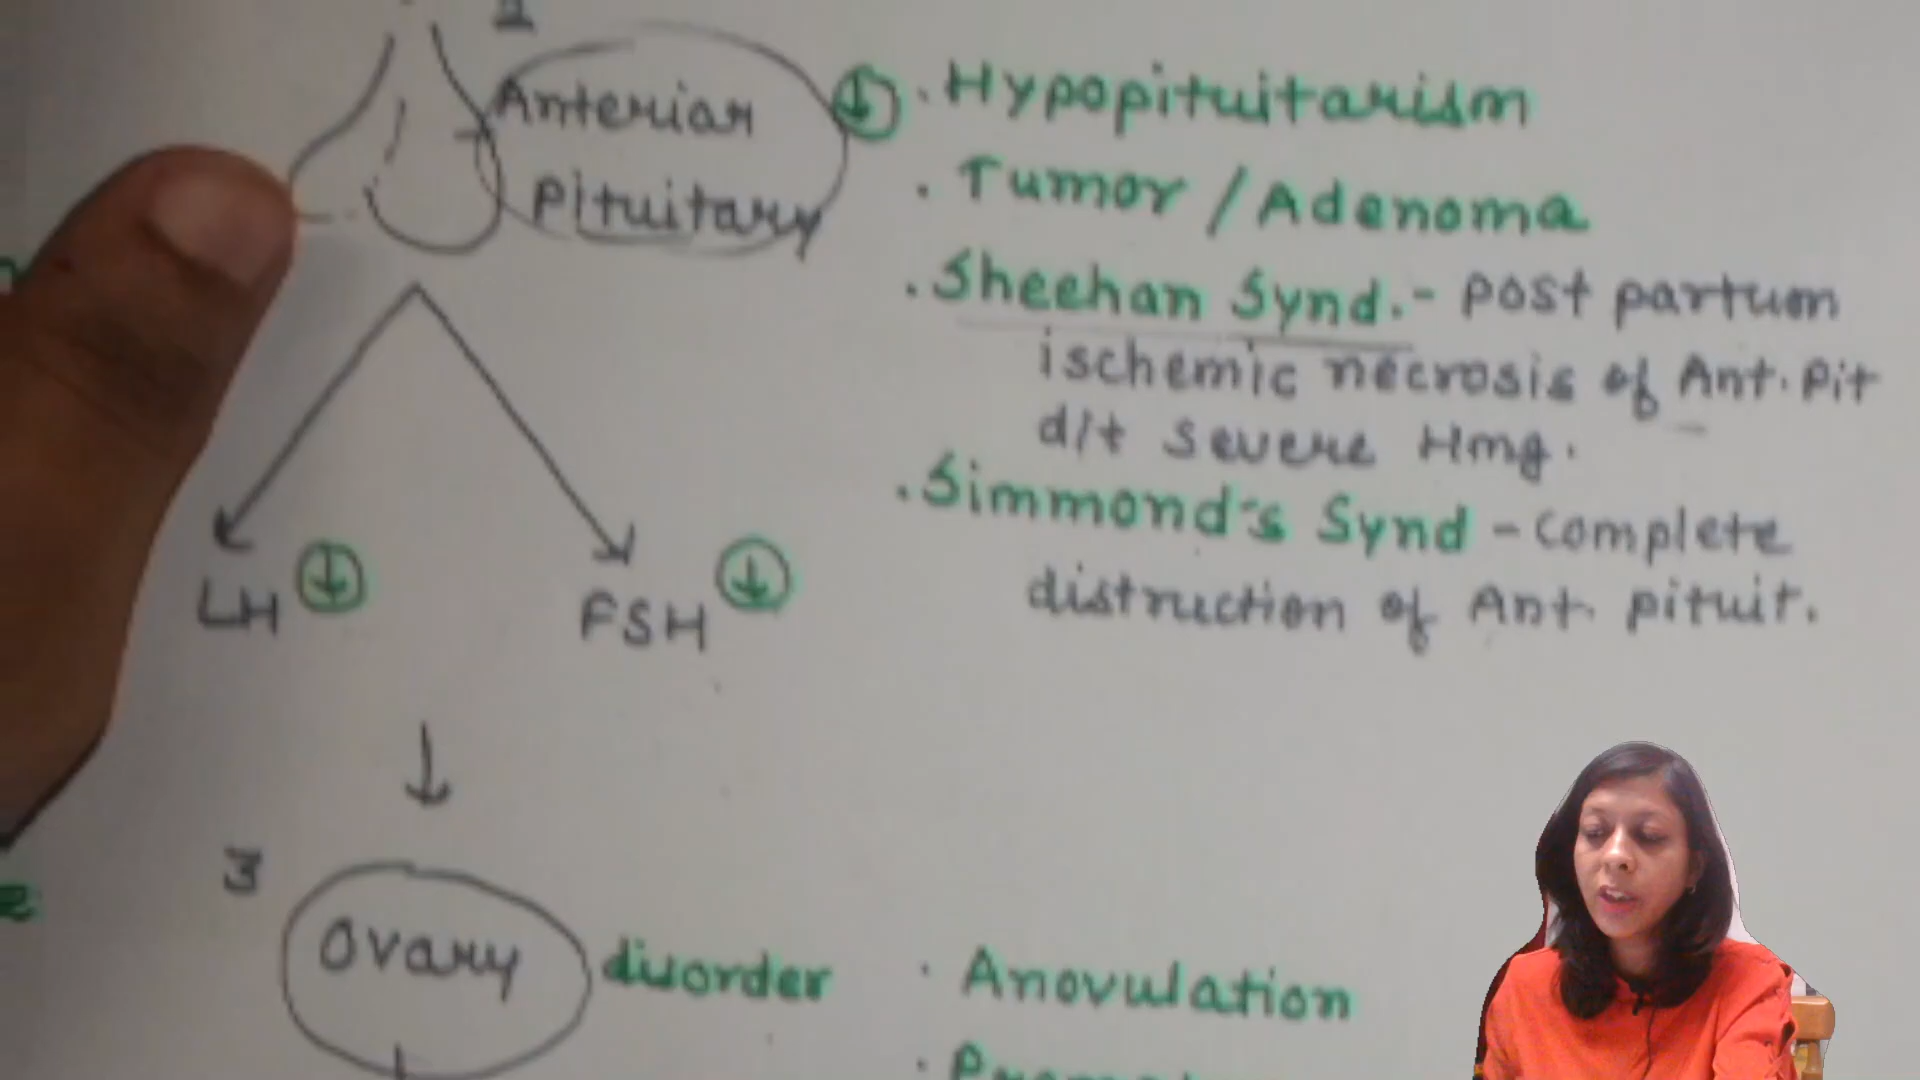 2
Anterior
Pituitary
↓ . Hypopituitarism
. Tumor / Adenoma
. Sheehan Synd. - post partum
ischemic necrosis of Ant. Pit
d/t severe Hmg.
. Simmond's Synd - complete
distruction of Ant. pituit.
LH ↓
FSH ↓
↓
3
Ovary disorder . Anovulation